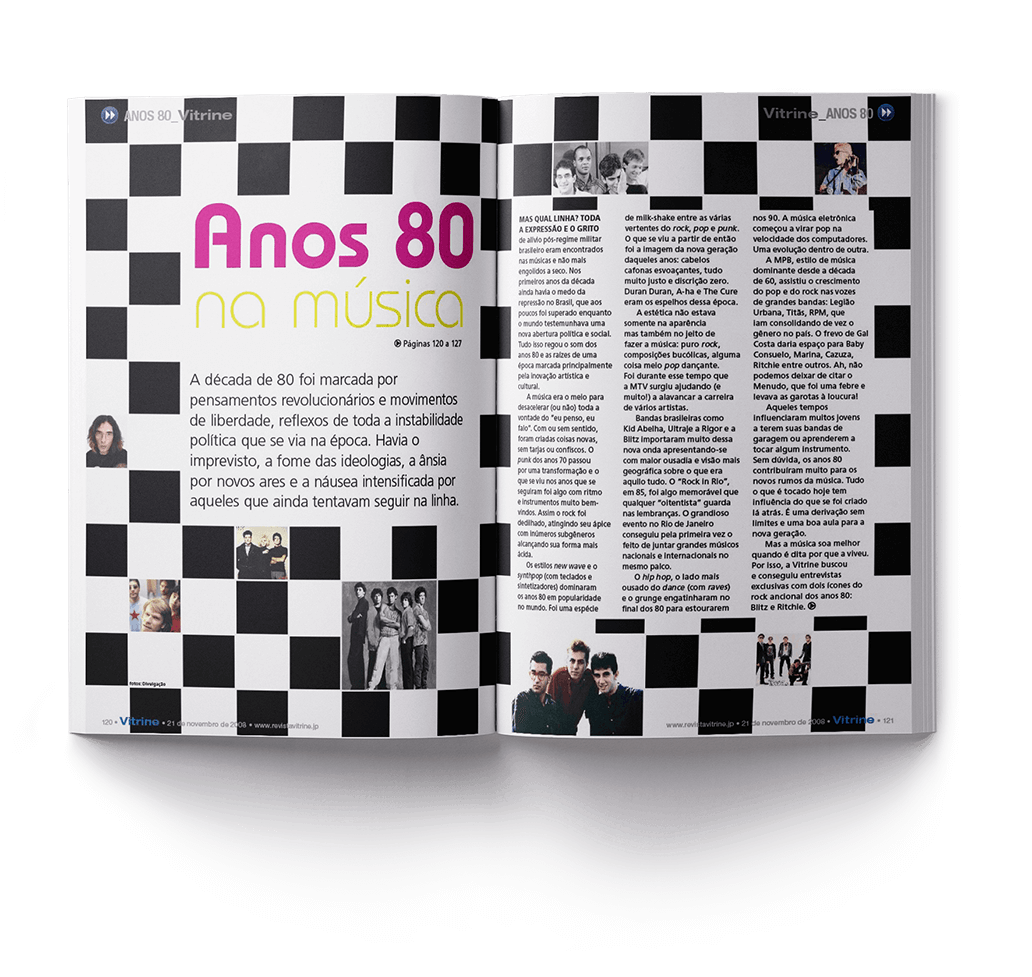 ANOS 80_Vitrine
Anos 80
na música
Páginas 120 a 127
A década de 80 foi marcada por
pensamentos revolucionários e movimentos
de liberdade, reflexos de toda a instabilidade
política que se via na época. Havia o
imprevisto, a fome das ideologias, a ânsia
por novos ares e a náusea intensificada por
aqueles que ainda tentavam seguir na linha.
Fotos: Divulgação
120 • Vitrine • 21 de novembro de 2008 • www.revistavitrine.jp
Vitrine_ANOS 80
MAS QUAL LINHA? TODA
A EXPRESSÃO E O GRITO
de alívio pós-regime militar
brasileiro eram encontrados
nas músicas e não mais
engolidos a seco. Nos
primeiros anos da década
ainda havia o medo da
repressão no Brasil, que aos
poucos foi superado enquanto
o mundo testemunhava uma
nova abertura política e social.
Tudo isso regou o som dos
anos 80 e as raízes de uma
época marcada principalmente
pela inovação artística e
cultural.
A música era o meio para
desacelerar (ou não) toda a
vontade do "eu penso, eu
falo". Com ou sem sentido,
foram criadas coisas novas,
sem tarjas ou confiscos. O
punk dos anos 70 passou
por uma transformação e o
que se viu nos anos que se
seguiram foi algo com ritmo
e instrumentos muito bem-
vindos. Assim o rock foi
dedilhado, atingindo seu ápice
com inúmeros subgêneros
alcançando sua forma mais
ácida.
Os estilos new wave e o
synthpop (com teclados e
sintetizadores) dominaram
os anos 80 em popularidade
no mundo. Foi uma espécie
de milk-shake entre as várias
vertentes do rock, pop e punk.
O que se viu a partir de então
foi a imagem da nova geração
daqueles anos: cabelos
cafonas esvoaçantes, tudo
muito justo e discrição zero.
Duran Duran, A-ha e The Cure
eram os espelhos dessa época.
A estética não estava
somente na aparência
mas também no jeito de
fazer a música: puro rock,
composições bucólicas, alguma
coisa meio pop dançante.
Foi durante esse tempo que
a MTV surgiu ajudando (e
muito!) a alavancar a carreira
de vários artistas.
Bandas brasileiras como
Kid Abelha, Ultraje a Rigor e a
Blitz importaram muito dessa
nova onda apresentando-se
com maior ousadia e visão mais
geográfica sobre o que era
aquilo tudo. O "Rock in Rio",
em 85, foi algo memorável que
qualquer "oitentista" guarda
nas lembranças. O grandioso
evento no Rio de Janeiro
conseguiu pela primeira vez o
feito de juntar grandes músicos
nacionais e internacionais no
mesmo palco.
O hip hop, o lado mais
ousado do dance (com raves)
e o grunge engatinharam no
final dos 80 para estourarem
nos 90. A música eletrônica
começou a virar pop na
velocidade dos computadores.
Uma evolução dentro de outra.
A MPB, estilo de música
dominante desde a década
de 60, assistiu o crescimento
do pop e do rock nas vozes
de grandes bandas: Legião
Urbana, Titãs, RPM, que
iam consolidando de vez o
gênero no país. O frevo de Gal
Costa daria espaço para Baby
Consuelo, Marina, Cazuza,
Ritchie entre outros. Ah, não
podemos deixar de citar o
Menudo, que foi uma febre e
levava as garotas à loucura!
Aqueles tempos
influenciaram muitos jovens
a terem suas bandas de
garagem ou aprenderem a
tocar algum instrumento.
Sem dúvida, os anos 80
contribuíram muito para os
novos rumos da música. Tudo
o que é tocado hoje tem
influência do que se foi criado
lá atrás. É uma derivação sem
limites e uma boa aula para a
nova geração.
Mas a música soa melhor
quando é dita por que a viveu.
Por isso, a Vitrine buscou
e conseguiu entrevistas
exclusivas com dois ícones do
rock ancional dos anos 80:
Blitz e Ritchie.
www.revistavitrine.jp • 21 de novembro de 2008 • Vitrine • 121